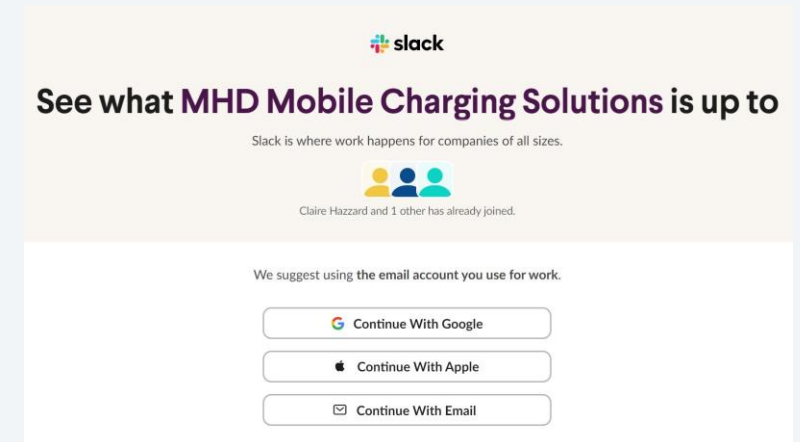 slack
See what MHD Mobile Charging Solutions is up to
Slack is where work happens for companies of all sizes.
Claire Hazzard and 1 other has already joined.
We suggest using the email account you use for work.
Continue With Google
Continue With Apple
Continue With Email